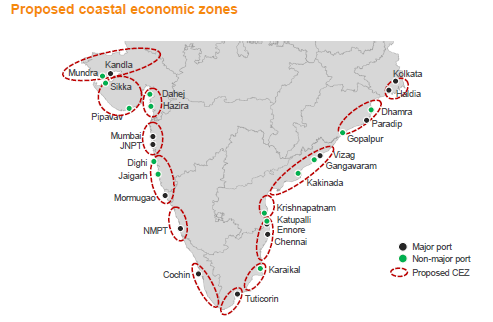 Proposed coastal economic zones
Kandla
Mundra
Sikka
Pipavav
Dahej
Hazira
Mumbai
JNPT
Dighi
Jaigarh
Mormugao
NMPT
Cochin
Tuticorin
Karaikal
Chennai
Ennore
Katupalli
Krishnapatnam
Kakinada
Gangavaram
Vizag
Gopalpur
Paradip
Dhamra
Haldia
Kolkata
Major port
Non-major port
Proposed CEZ